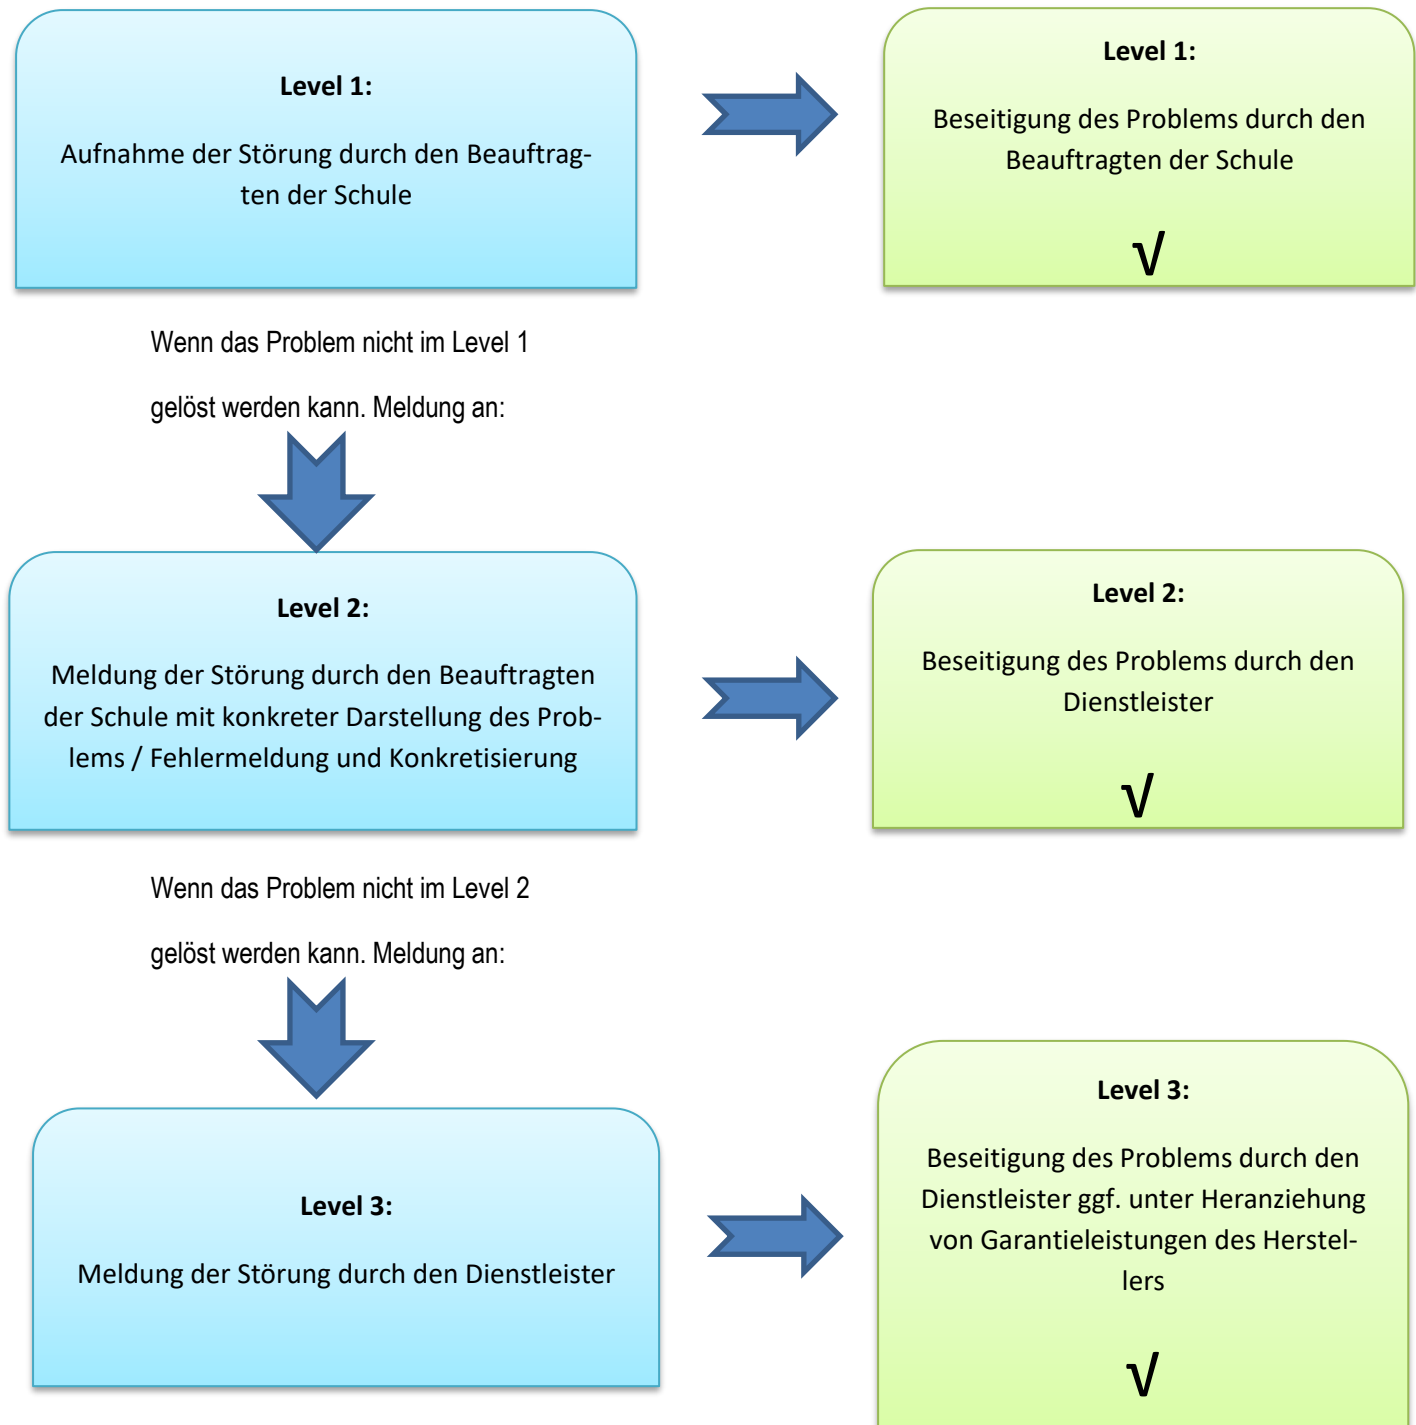 Level 1:
Aufnahme der Störung durch den Beauftrag-
ten der Schule
Level 1:
Beseitigung des Problems durch den
Beauftragten der Schule
√
Wenn das Problem nicht im Level 1
gelöst werden kann. Meldung an:
Level 2:
Meldung der Störung durch den Beauftragten
der Schule mit konkreter Darstellung des Prob-
lems / Fehlermeldung und Konkretisierung
Level 2:
Beseitigung des Problems durch den
Dienstleister
√
Wenn das Problem nicht im Level 2
gelöst werden kann. Meldung an:
Level 3:
Meldung der Störung durch den Dienstleister
Level 3:
Beseitigung des Problems durch den
Dienstleister ggf. unter Heranziehung
von Garantieleistungen des Herstel-
lers
√